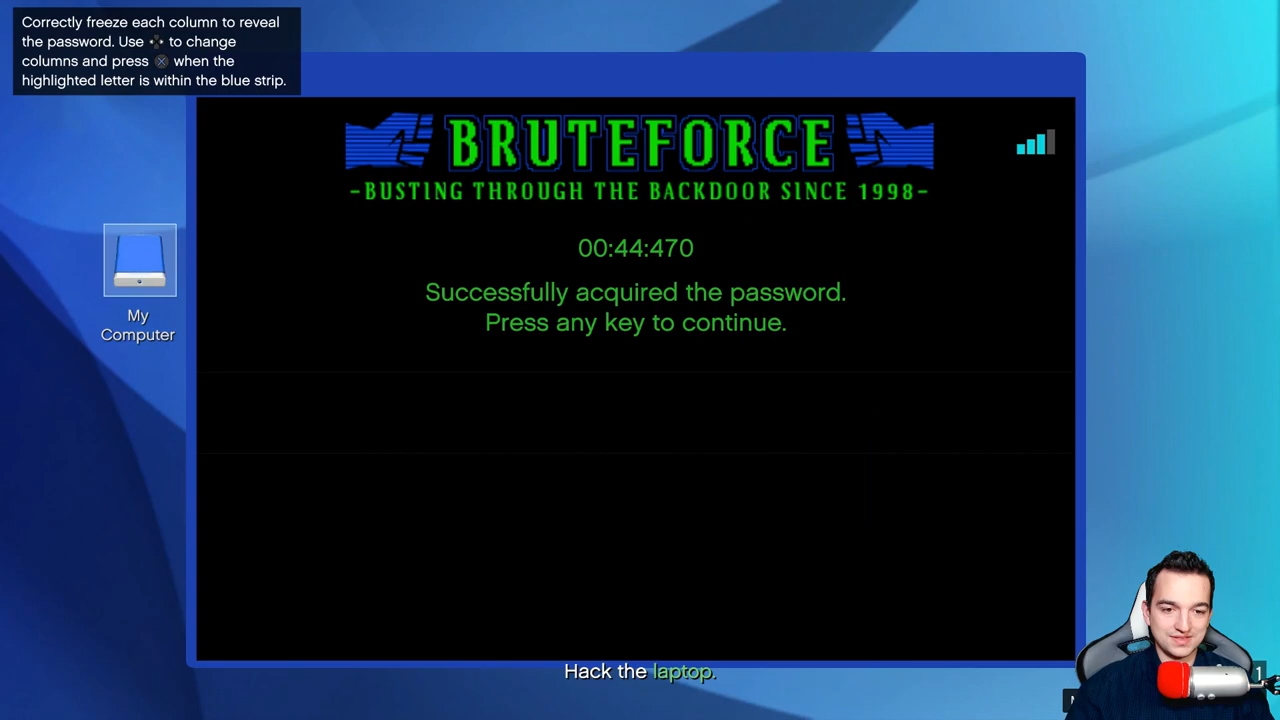 Correctly freeze each column to reveal
the password. Use to change
columns and press when the
highlighted letter is within the blue strip.
BRUTEFORCE
-BUSTING THROUGH THE BACKDOOR SINCE 1998-
00:44:470
Successfully acquired the password.
Press any key to continue.
My
Computer
Hack the laptop.
1